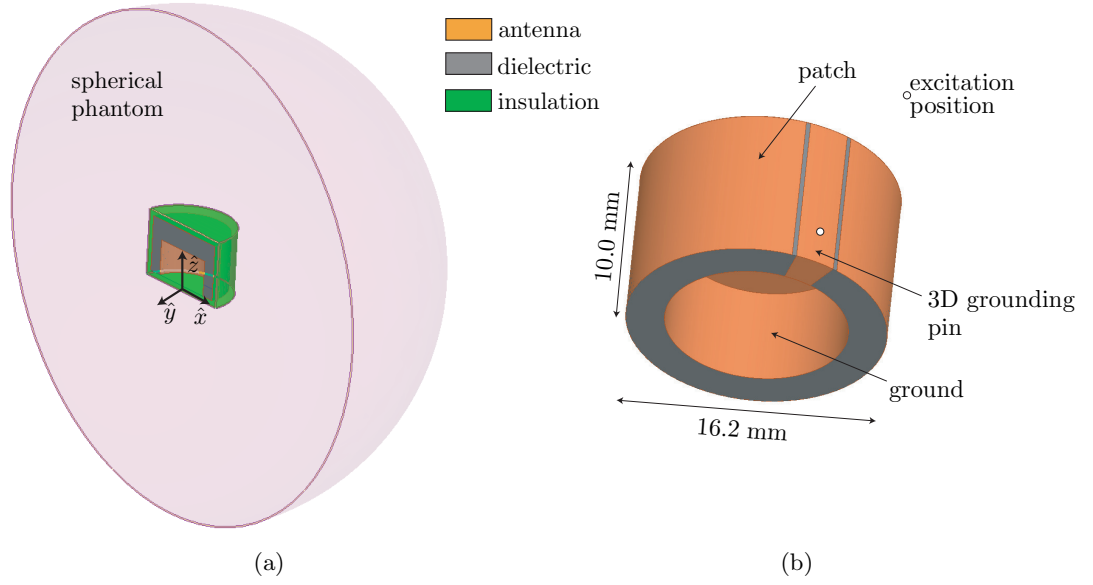 spherical
phantom
antenna
dielectric
insulation
ẑ
ŷ
x̂
(a)
patch
excitation
position
10.0 mm
3D grounding
pin
ground
16.2 mm
(b)